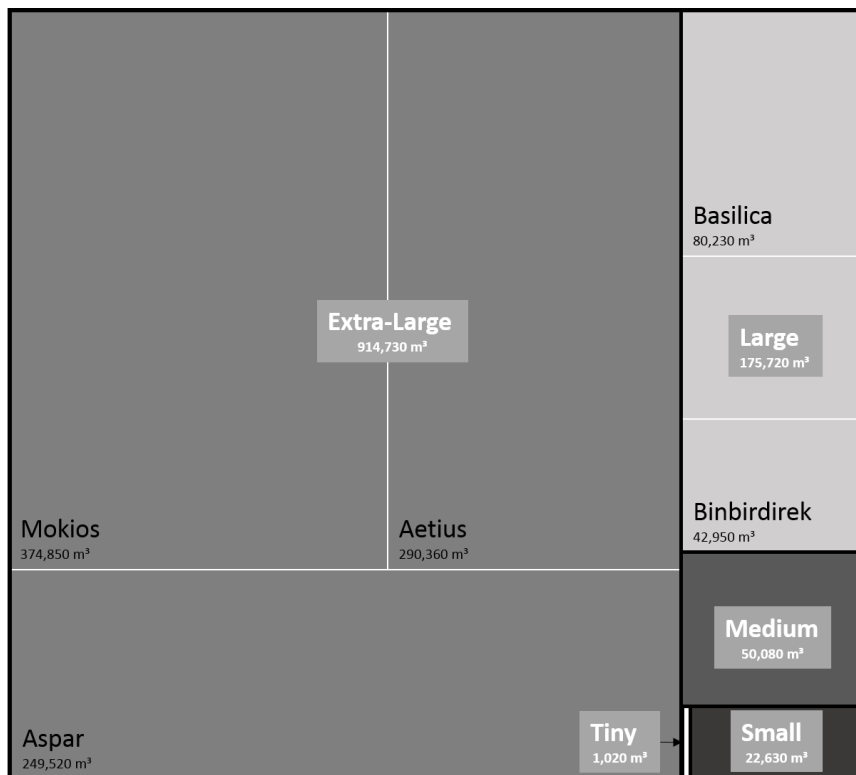 Basilica
80,230 m³
Extra-Large
914,730 m³
Large
175,720 m³
Mokios
374,850 m³
Aetius
290,360 m³
Binbirdirek
42,950 m³
Medium
50,080 m³
Aspar
249,520 m³
Tiny
1,020 m³
Small
22,630 m³